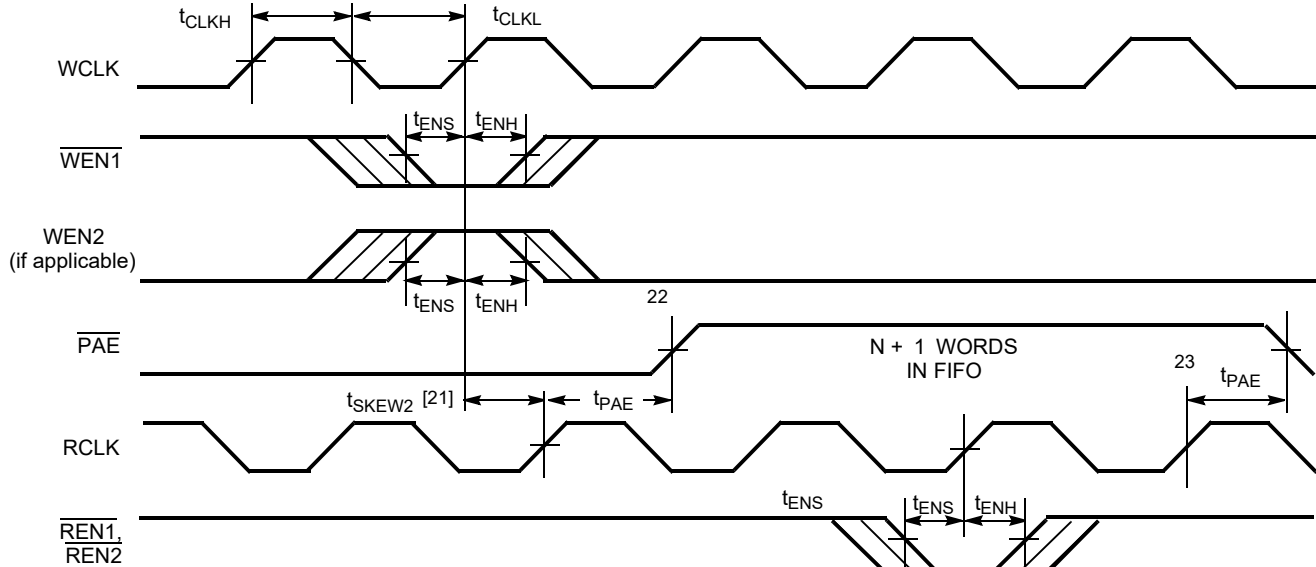 tCLKH
tCLKL
WCLK
tENS
tENH
WEN1
WEN2
(if applicable)
tENS
tENH
22
PAE
N + 1 WORDS
IN FIFO
23
tPAE
tSKEW2 [21]
tPAE
RCLK
tENS
tENS
tENH
REN1,
REN2